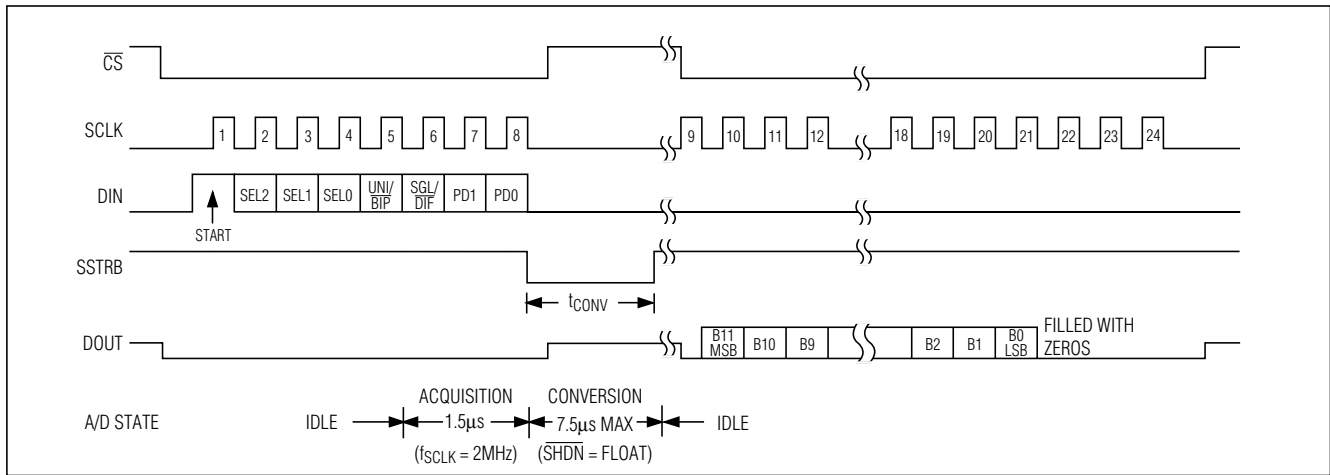 CS
SCLK 1 2 3 4 5 6 7 8 9 10 11 12 18 19 20 21 22 23 24
DIN SEL2 SEL1 SEL0 UNI/ BIP SGL/ DIF PD1 PD0
START
SSTRB
tCONV
DOUT B11 MSB B10 B9 B2 B1 B0 LSB FILLED WITH ZEROS
ACQUISITION CONVERSION
A/D STATE IDLE 1.5µs 7.5µs MAX IDLE
(fSCLK = 2MHz) (SHDN = FLOAT)